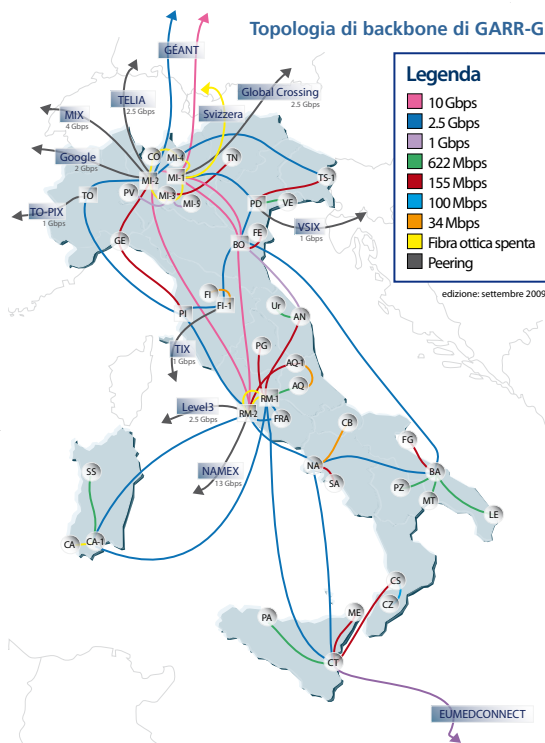 Topologia di backbone di GARR-G
GÉANT
Legenda
10 Gbps
2.5 Gbps
1 Gbps
622 Mbps
155 Mbps
100 Mbps
34 Mbps
Fibra ottica spenta
Peering
edizione: settembre 2009
TELIA
2.5 Gbps
Global Crossing
2.5 Gbps
MIX
4 Gbps
Svizzera
Google
2 Gbps
CO
MI-4
TN
MI-2
MI-1
TS-1
TO
PV
MI-3
MI-5
PD
VE
TO-PIX
1 Gbps
VSIX
1 Gbps
GE
FE
BO
FI
FI-1
PI
Ur
AN
TIX
1 Gbps
PG
AQ-1
AQ
RM-1
RM-2
FRA
Level3
2.5 Gbps
CB
FG
NAMEX
13 Gbps
NA
SA
BA
PZ
MT
LE
SS
CA
CA-1
CS
CZ
PA
ME
CT
EUMEDCONNECT